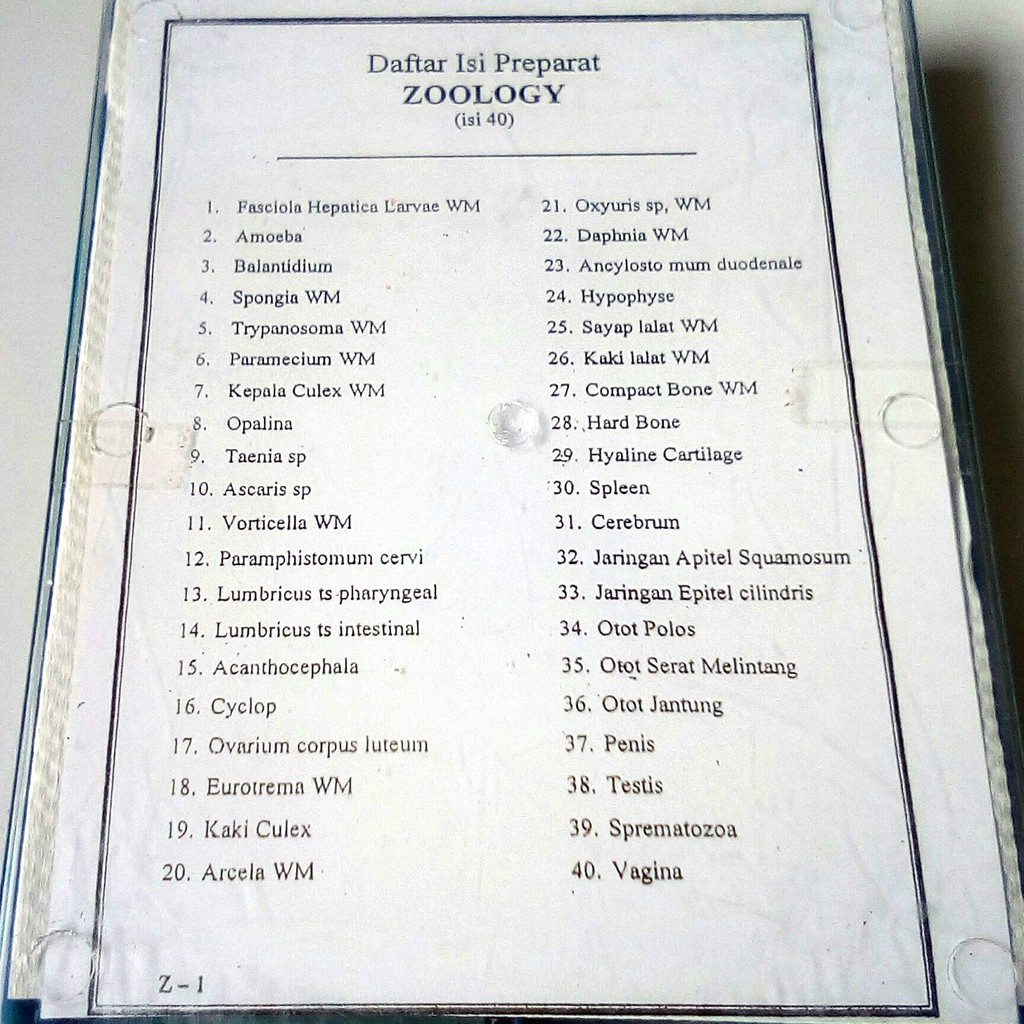 Daftar Isi Preparat
ZOOLOGY
(isi 40)
1. Fasciola Hepatica Larvae WM
2. Amoeba
3. Balantidium
4. Spongia WM
5. Trypanosoma WM
6. Paramecium WM
7. Kepala Culex WM
8. Opalina
9. Taenia sp
10. Ascaris sp
11. Vorticella WM
12. Paramphistomum cervi
13. Lumbricus ts pharyngeal
14. Lumbricus ts intestinal
15. Acanthocephala
16. Cyclop
17. Ovarium corpus luteum
18. Eurotrema WM
19. Kaki Culex
20. Arcela WM
21. Oxyuris sp, WM
22. Daphnia WM
23. Ancylosto mum duodenale
24. Hypophyse
25. Sayap lalat WM
26. Kaki lalat WM
27. Compact Bone WM
28. Hard Bone
29. Hyaline Cartilage
30. Spleen
31. Cerebrum
32. Jaringan Apitel Squamosum
33. Jaringan Epitel cilindris
34. Otot Polos
35. Otot Serat Melintang
36. Otot Jantung
37. Penis
38. Testis
39. Sprematozoa
40. Vagina
Z – 1